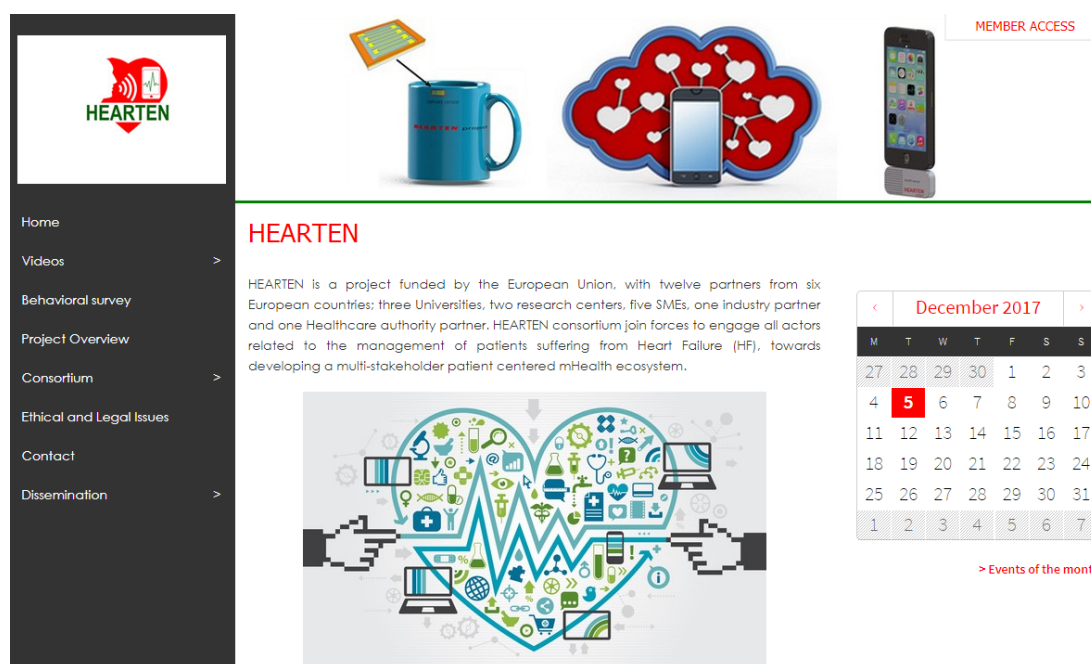 MEMBER ACCESS
HEARTEN
HEARTEN
Home
Videos >
Behavioral survey
Project Overview
Consortium >
Ethical and Legal Issues
Contact
Dissemination >
HEARTEN
HEARTEN is a project funded by the European Union, with twelve partners from six
European countries; three Universities, two research centers, five SMEs, one industry partner
and one Healthcare authority partner. HEARTEN consortium join forces to engage all actors
related to the management of patients suffering from Heart Failure (HF), towards
developing a multi-stakeholder patient centered mHealth ecosystem.
‹ December 2017 ›
M T W T F S S
27 28 29 30 1 2 3
4 5 6 7 8 9 10
11 12 13 14 15 16 17
18 19 20 21 22 23 24
25 26 27 28 29 30 31
1 2 3 4 5 6 7
> Events of the mont